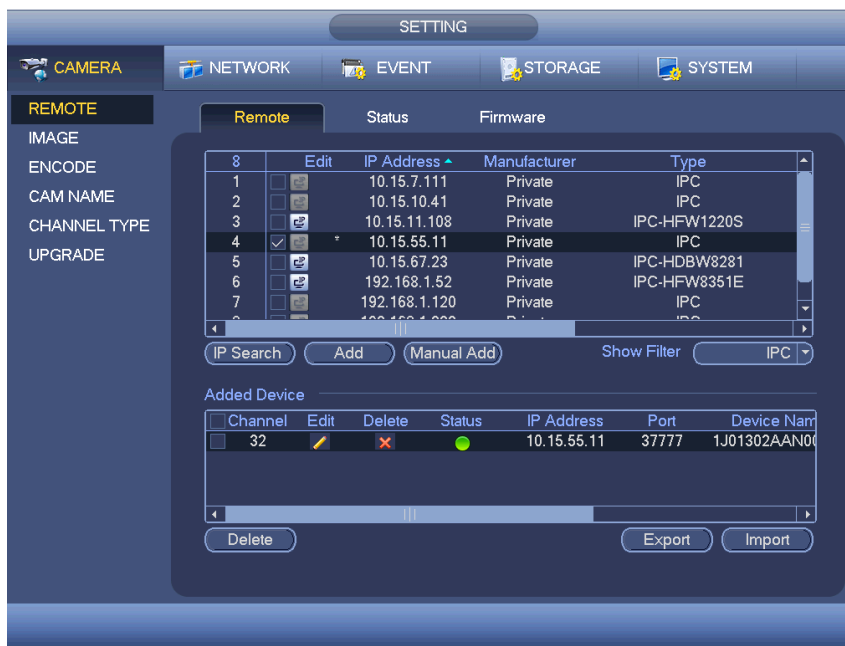 SETTING
CAMERA NETWORK EVENT STORAGE SYSTEM
REMOTE
IMAGE
ENCODE
CAM NAME
CHANNEL TYPE
UPGRADE
Remote Status Firmware
8 Edit IP Address Manufacturer Type
1 10.15.7.111 Private IPC
2 10.15.10.41 Private IPC
3 10.15.11.108 Private IPC-HFW1220S
4 * 10.15.55.11 Private IPC
5 10.15.67.23 Private IPC-HDBW8281
6 192.168.1.52 Private IPC-HFW8351E
7 192.168.1.120 Private IPC
IP Search Add Manual Add Show Filter IPC
Added Device
Channel Edit Delete Status IP Address Port Device Nam
32 10.15.55.11 37777 1J01302AAN00
Delete Export Import